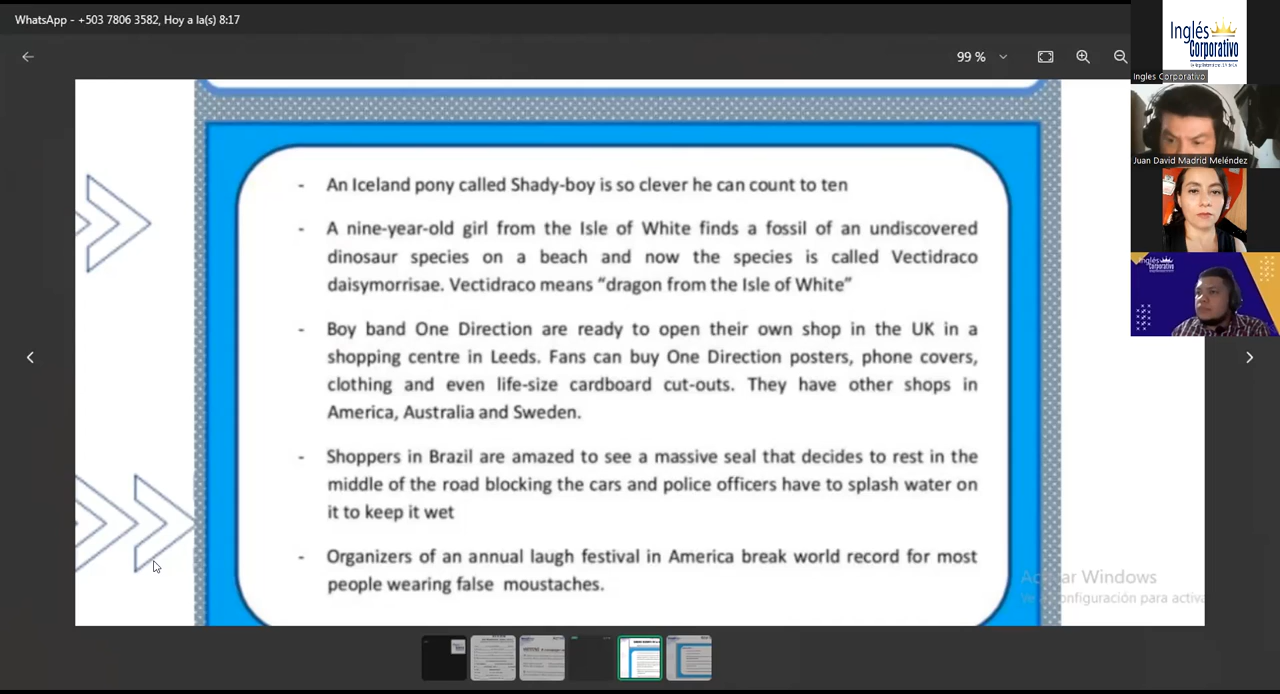 WhatsApp - +503 7806 3582, Hoy a la(s) 8:17
99 %
Inglés
Corporativo
Ingles Corporativo
Juan David Madrid Meléndez
Inglés
Corporativo
- An Iceland pony called Shady-boy is so clever he can count to ten
- A nine-year-old girl from the Isle of White finds a fossil of an undiscovered
dinosaur species on a beach and now the species is called Vectidraco
daisymorrisae. Vectidraco means “dragon from the Isle of White”
- Boy band One Direction are ready to open their own shop in the UK in a
shopping centre in Leeds. Fans can buy One Direction posters, phone covers,
clothing and even life-size cardboard cut-outs. They have other shops in
America, Australia and Sweden.
- Shoppers in Brazil are amazed to see a massive seal that decides to rest in the
middle of the road blocking the cars and police officers have to splash water on
it to keep it wet
- Organizers of an annual laugh festival in America break world record for most
people wearing false moustaches.
Windows
para